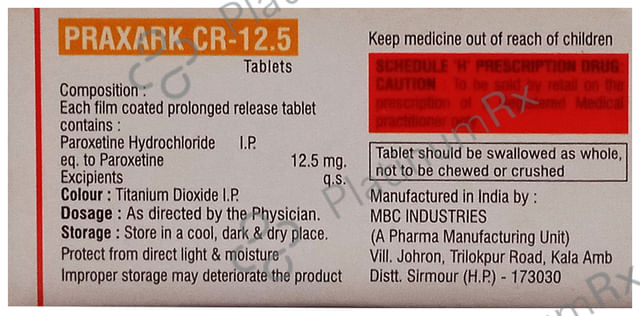 PRAXARK CR-12.5
Tablets
Composition :
Each film coated prolonged release tablet
contains :
Paroxetine Hydrochloride I.P.
eq. to Paroxetine 12.5 mg.
Excipients q.s.
Colour : Titanium Dioxide I.P.
Dosage : As directed by the Physician.
Storage : Store in a cool, dark & dry place.
Protect from direct light & moisture
Improper storage may deteriorate the product
Keep medicine out of reach of children
SCHEDULE 'H' PRESCRIPTION DRUG
CAUTION : To be sold by retail on the
prescription of Medical
practitioner
Tablet should be swallowed as whole,
not to be chewed or crushed
Manufactured in India by :
MBC INDUSTRIES
(A Pharma Manufacturing Unit)
Vill. Johron, Trilokpur Road, Kala Amb
Distt. Sirmour (H.P.) - 173030
PlatinumRx